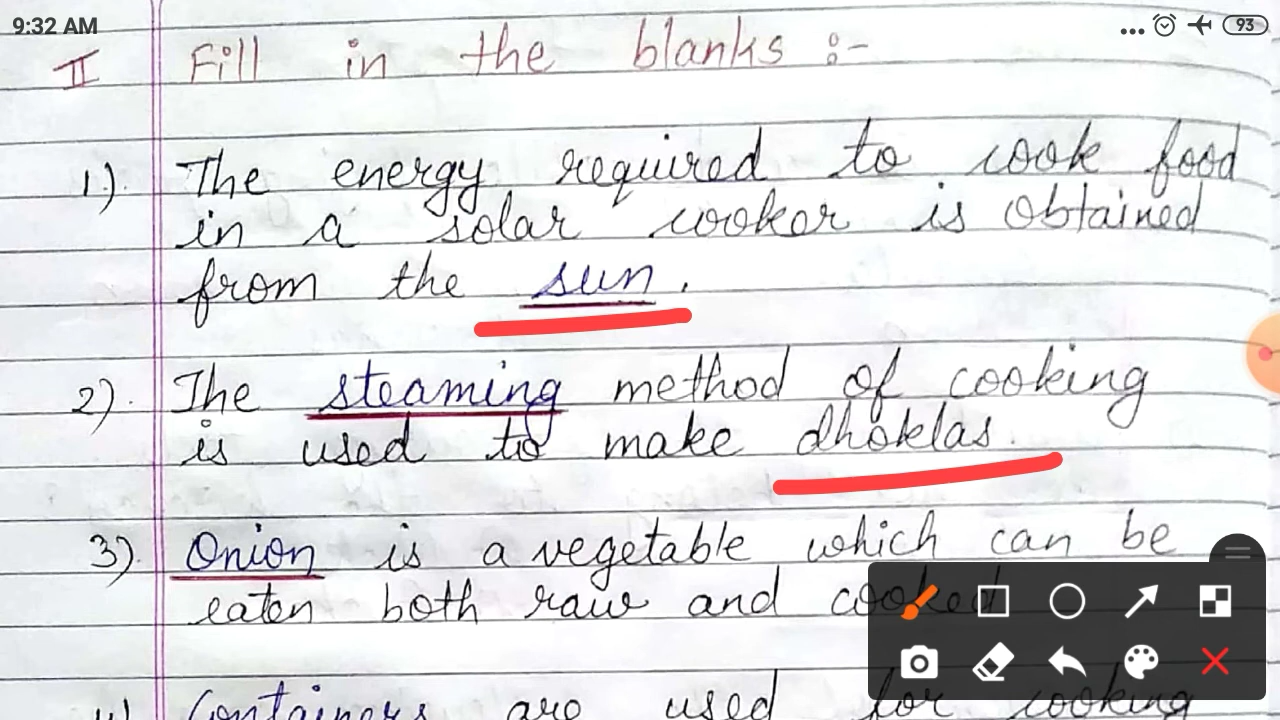 9:32 AM
... 93
II Fill in the blanks :-
1). The energy required to cook food
in a solar cooker is obtained
from the sun.
2). The steaming method of cooking
is used to make dhoklas.
3). Onion is a vegetable which can be
eaten both raw and cooked
4) Containers are used for cooking